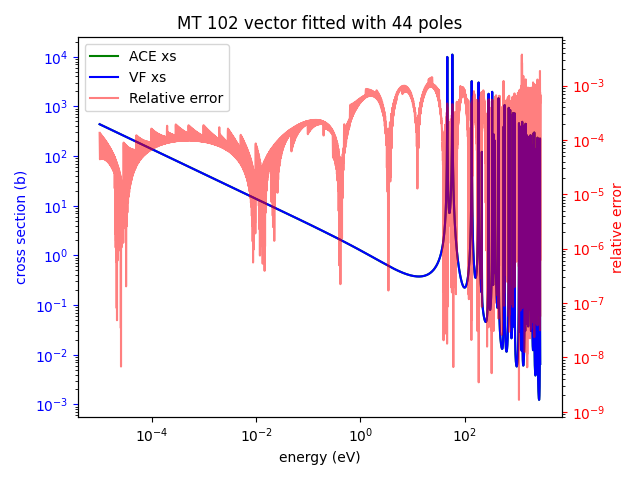 MT 102 vector fitted with 44 poles
ACE xs
VF xs
Relative error
cross section (b)
10^4
10^3
10^2
10^1
10^0
10^-1
10^-2
10^-3
relative error
10^-3
10^-4
10^-5
10^-6
10^-7
10^-8
10^-9
10^-4
10^-2
10^0
10^2
energy (eV)